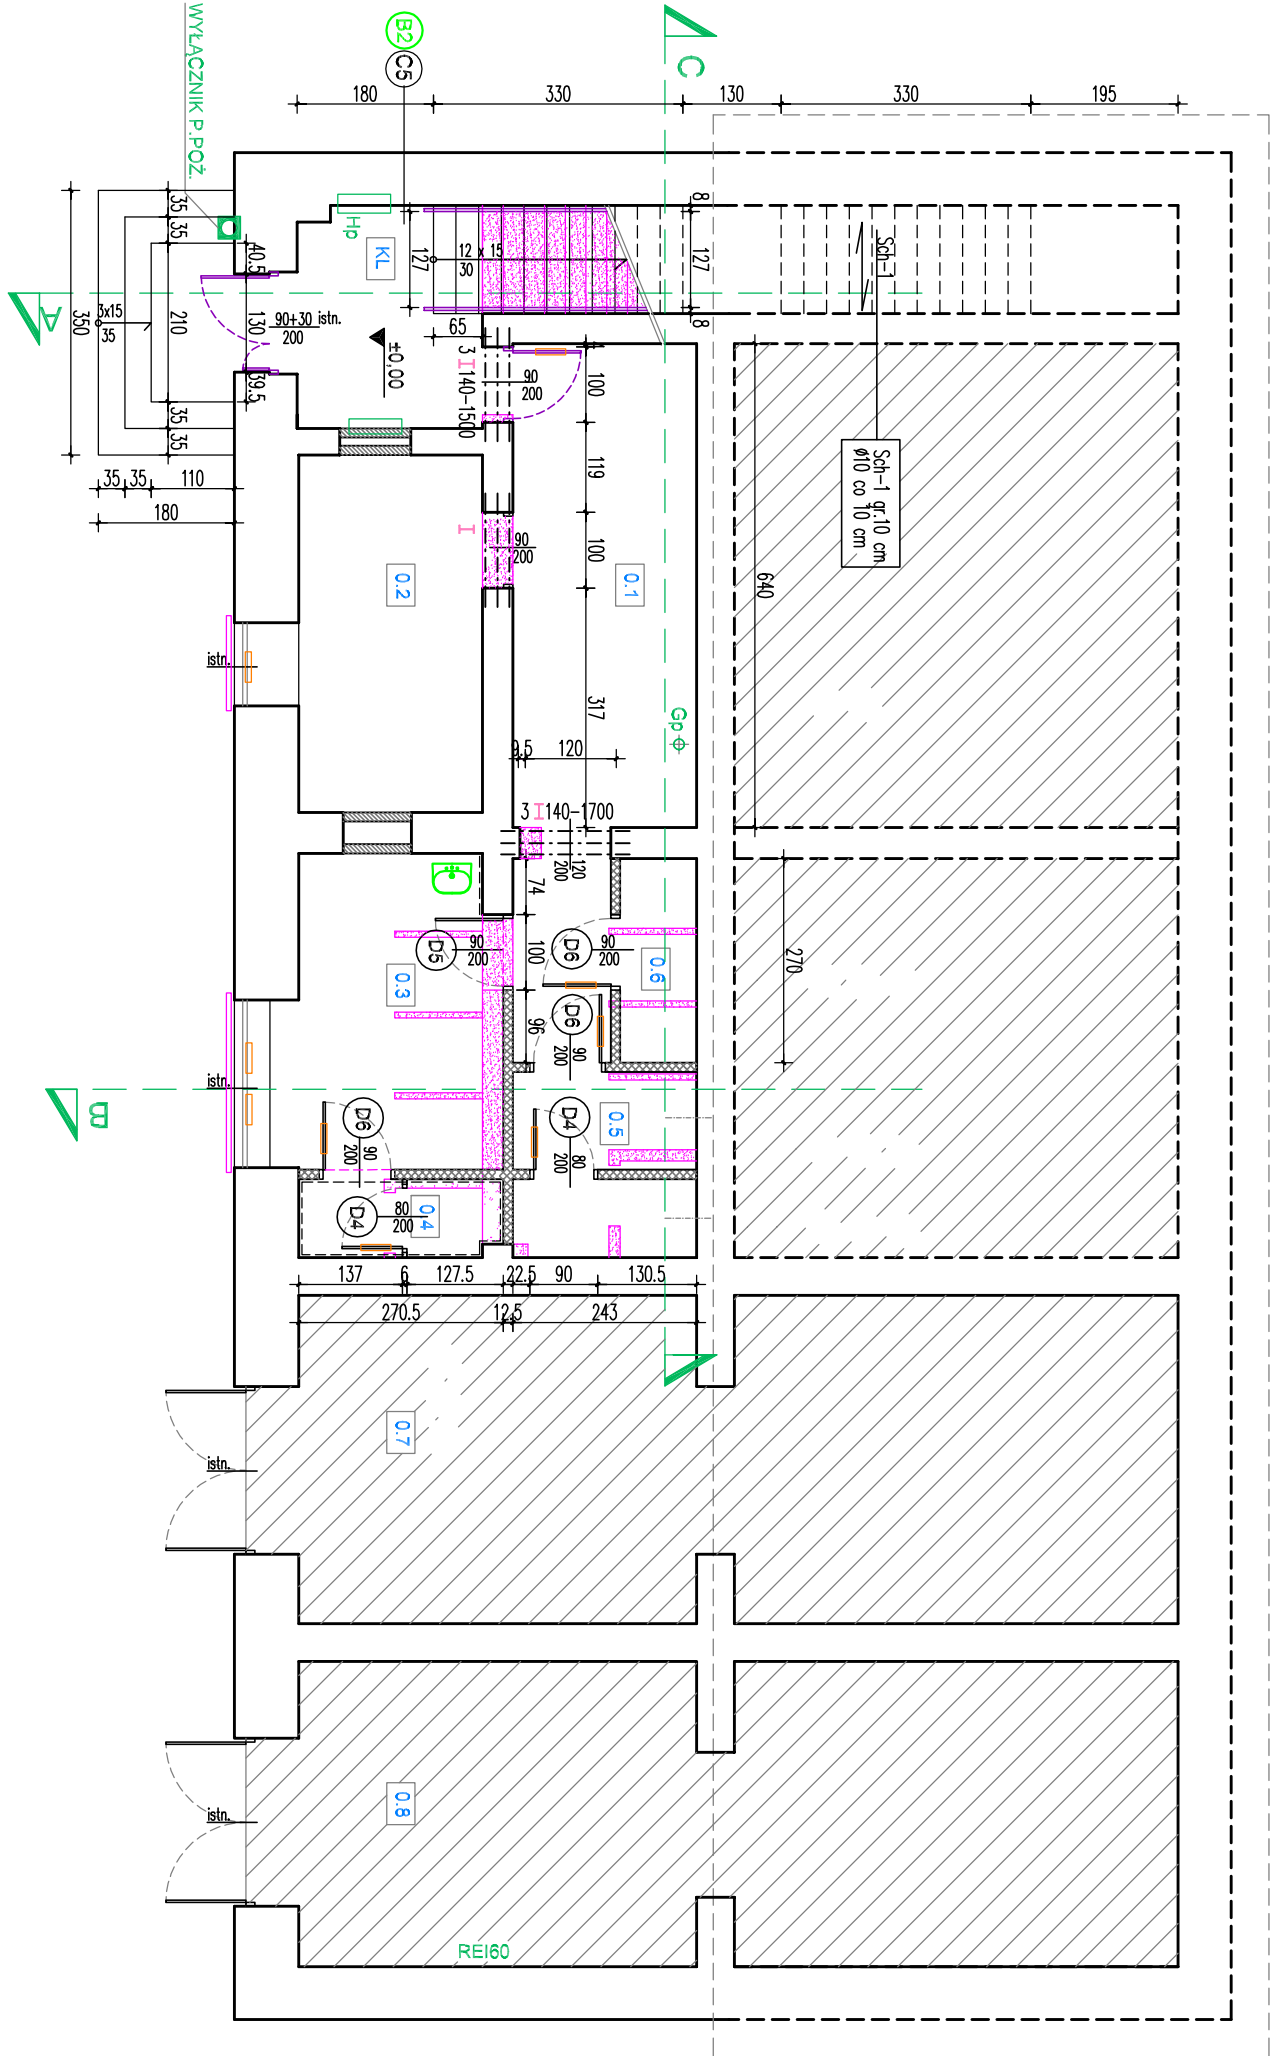 WYŁĄCZNIK P.POŻ.
B2
C5
C
180
330
130
330
195
Hp
KL
127
12 x 15
30
8
127
8
Sch-1
Sch-1 gr.10 cm
ø10 co 10 cm
35
35
40.5
A
350
3x15
35
210
130
90+30 istn.
200
±0,00
65
39.5
35
35
3 I 140-1500
90
200
100
119
100
317
35
35
110
180
I
90
200
0.1
0.2
640
istn.
Gp
9.5
120
3 I 140-1700
120
200
74
100
96
D5
90
200
D6
90
200
0.6
270
0.3
D6
90
200
istn.
B
D6
90
200
D4
80
200
0.5
D4
80
200
0.4
137
6
127.5
22.5
90
130.5
270.5
12.5
243
0.7
istn.
0.8
istn.
REI60